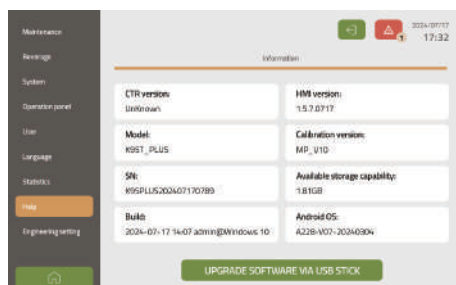 Maintenance
Beverage
System
Operation panel
User
Language
Statistics
Help
Engineering setting
2024/07/17
17:32
1
Information
CTR version:
UnKnown
HMI version:
1.5.7.0717
Model:
K95T_PLUS
Calibration version:
MP_V10
SN:
K95PLUS202407170789
Available storage capability:
1.81GB
Build:
2024-07-17 14:07 admin@Windows 10
Android OS:
A22B-V07-20240304
UPGRADE SOFTWARE VIA USB STICK